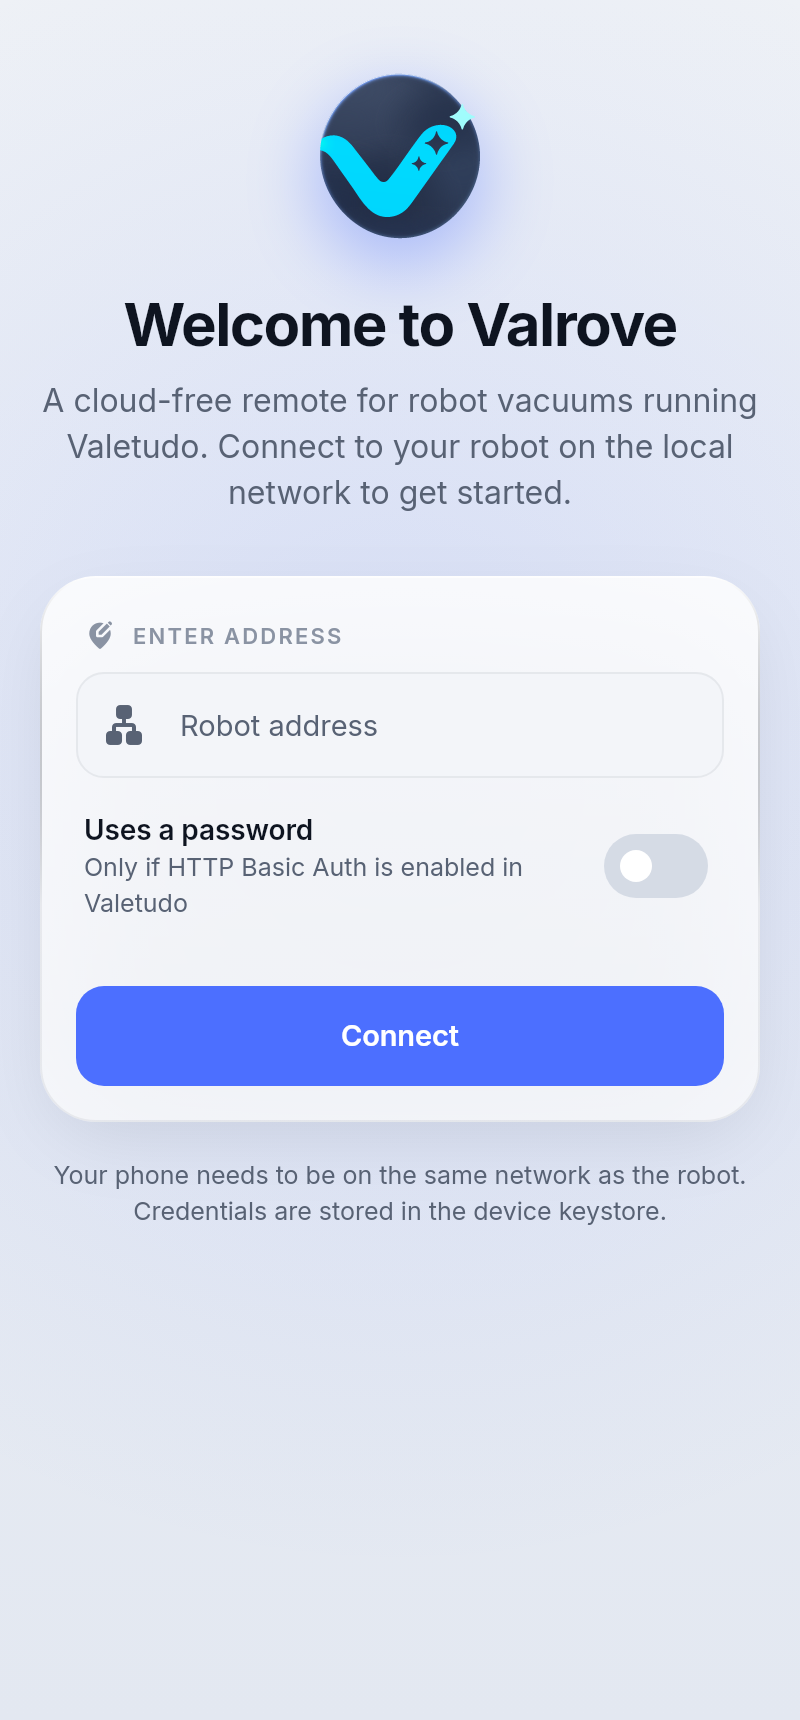 Welcome to Valrove
A cloud-free remote for robot vacuums running
Valetudo. Connect to your robot on the local
network to get started.
ENTER ADDRESS
Robot address
Uses a password
Only if HTTP Basic Auth is enabled in
Valetudo
Connect
Your phone needs to be on the same network as the robot.
Credentials are stored in the device keystore.